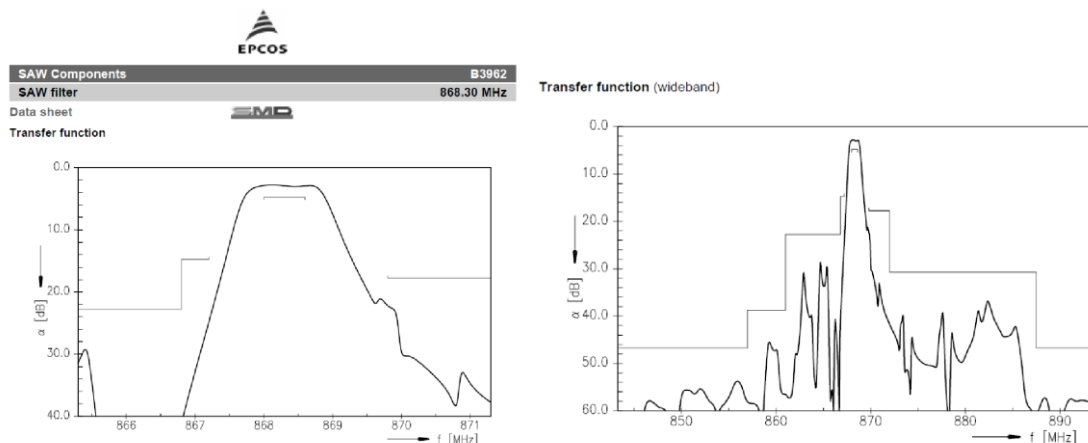 EPCOS
SAW Components B3962
SAW filter 868.30 MHz
Data sheet SMD
Transfer function
0.0
10.0
20.0
30.0
40.0
α [dB]
866 867 868 869 870 871
f [MHz]
Transfer function (wideband)
0.0
10.0
20.0
30.0
40.0
50.0
60.0
α [dB]
850 860 870 880 890
f [MHz]